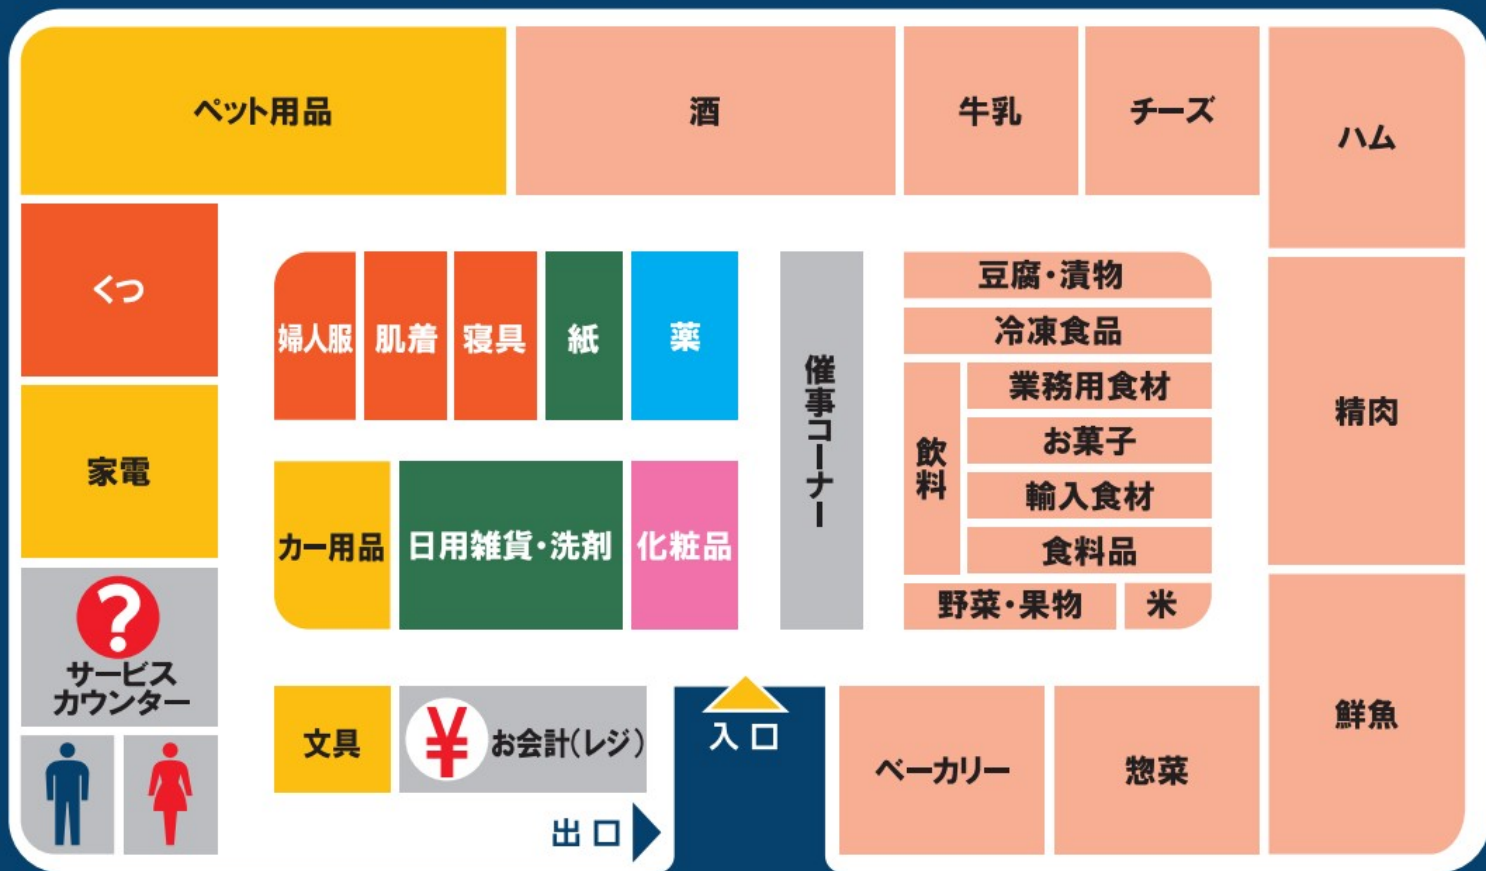 ペット用品
酒
牛乳
チーズ
ハム
くつ
婦人服
肌着
寝具
紙
薬
催事コーナー
豆腐・漬物
冷凍食品
飲料
業務用食材
お菓子
輸入食材
食料品
野菜・果物
米
精肉
家電
カー用品
日用雑貨・洗剤
化粧品
?
サービス
カウンター
文具
¥
お会計(レジ)
入口
出口
ベーカリー
惣菜
鮮魚